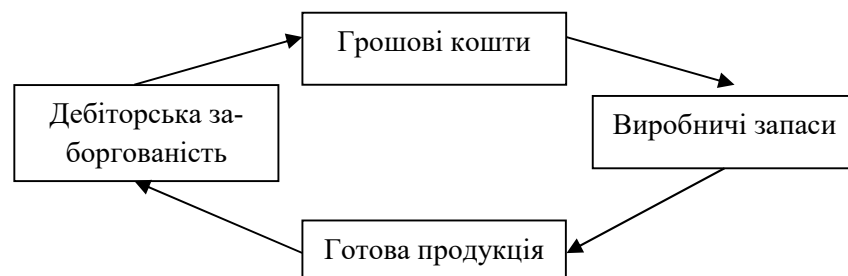 Грошові кошти
Дебіторська за-
боргованість
Виробничі запаси
Готова продукція